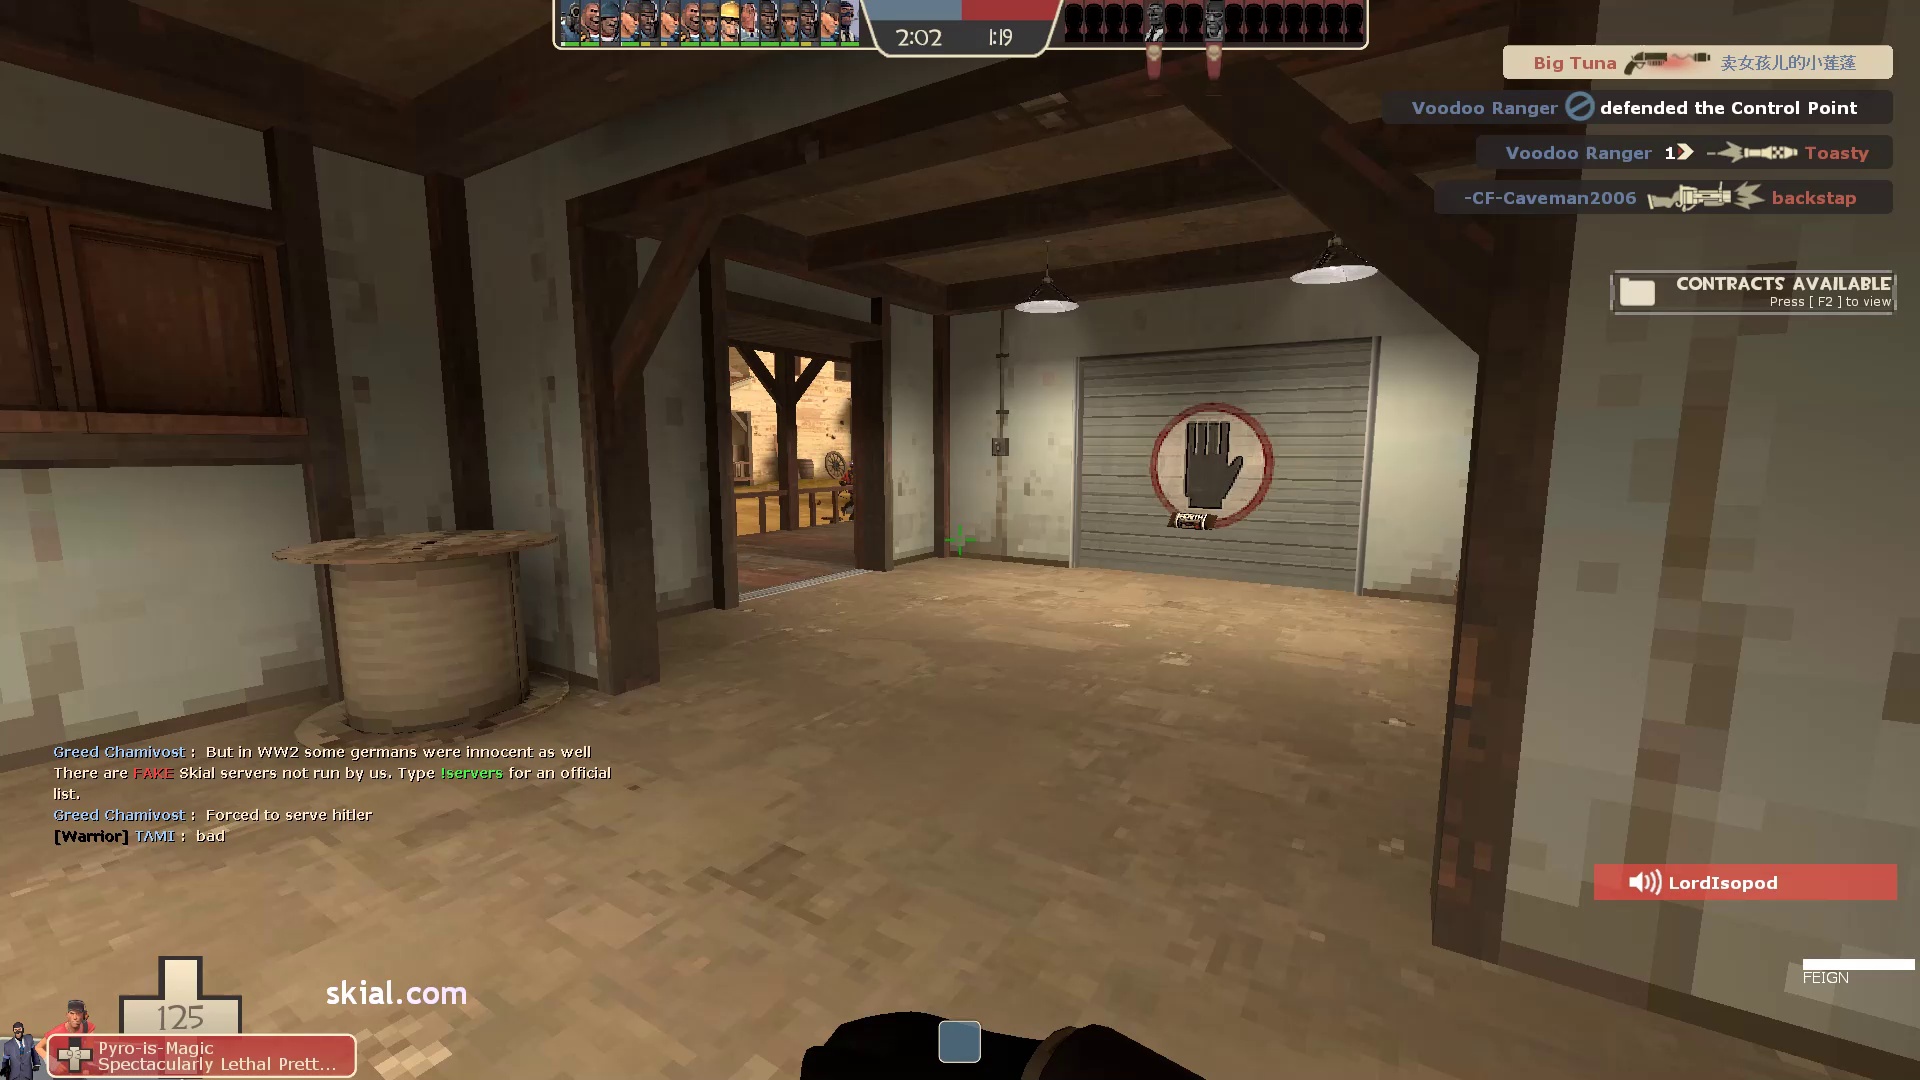 2:02 1:19
Big Tuna 卖女孩儿的小莲蓬
Voodoo Ranger defended the Control Point
Voodoo Ranger 1 Toasty
-CF-Caveman2006 backstap
CONTRACTS AVAILABLE
Press [ F2 ] to view
Greed Chamivost : But in WW2 some germans were innocent as well
There are FAKE Skial servers not run by us. Type !servers for an official
list.
Greed Chamivost : Forced to serve hitler
[Warrior] TAMI : bad
LordIsopod
FEIGN
skial.com
125
93
Pyro-is-Magic
Spectacularly Lethal Prett...